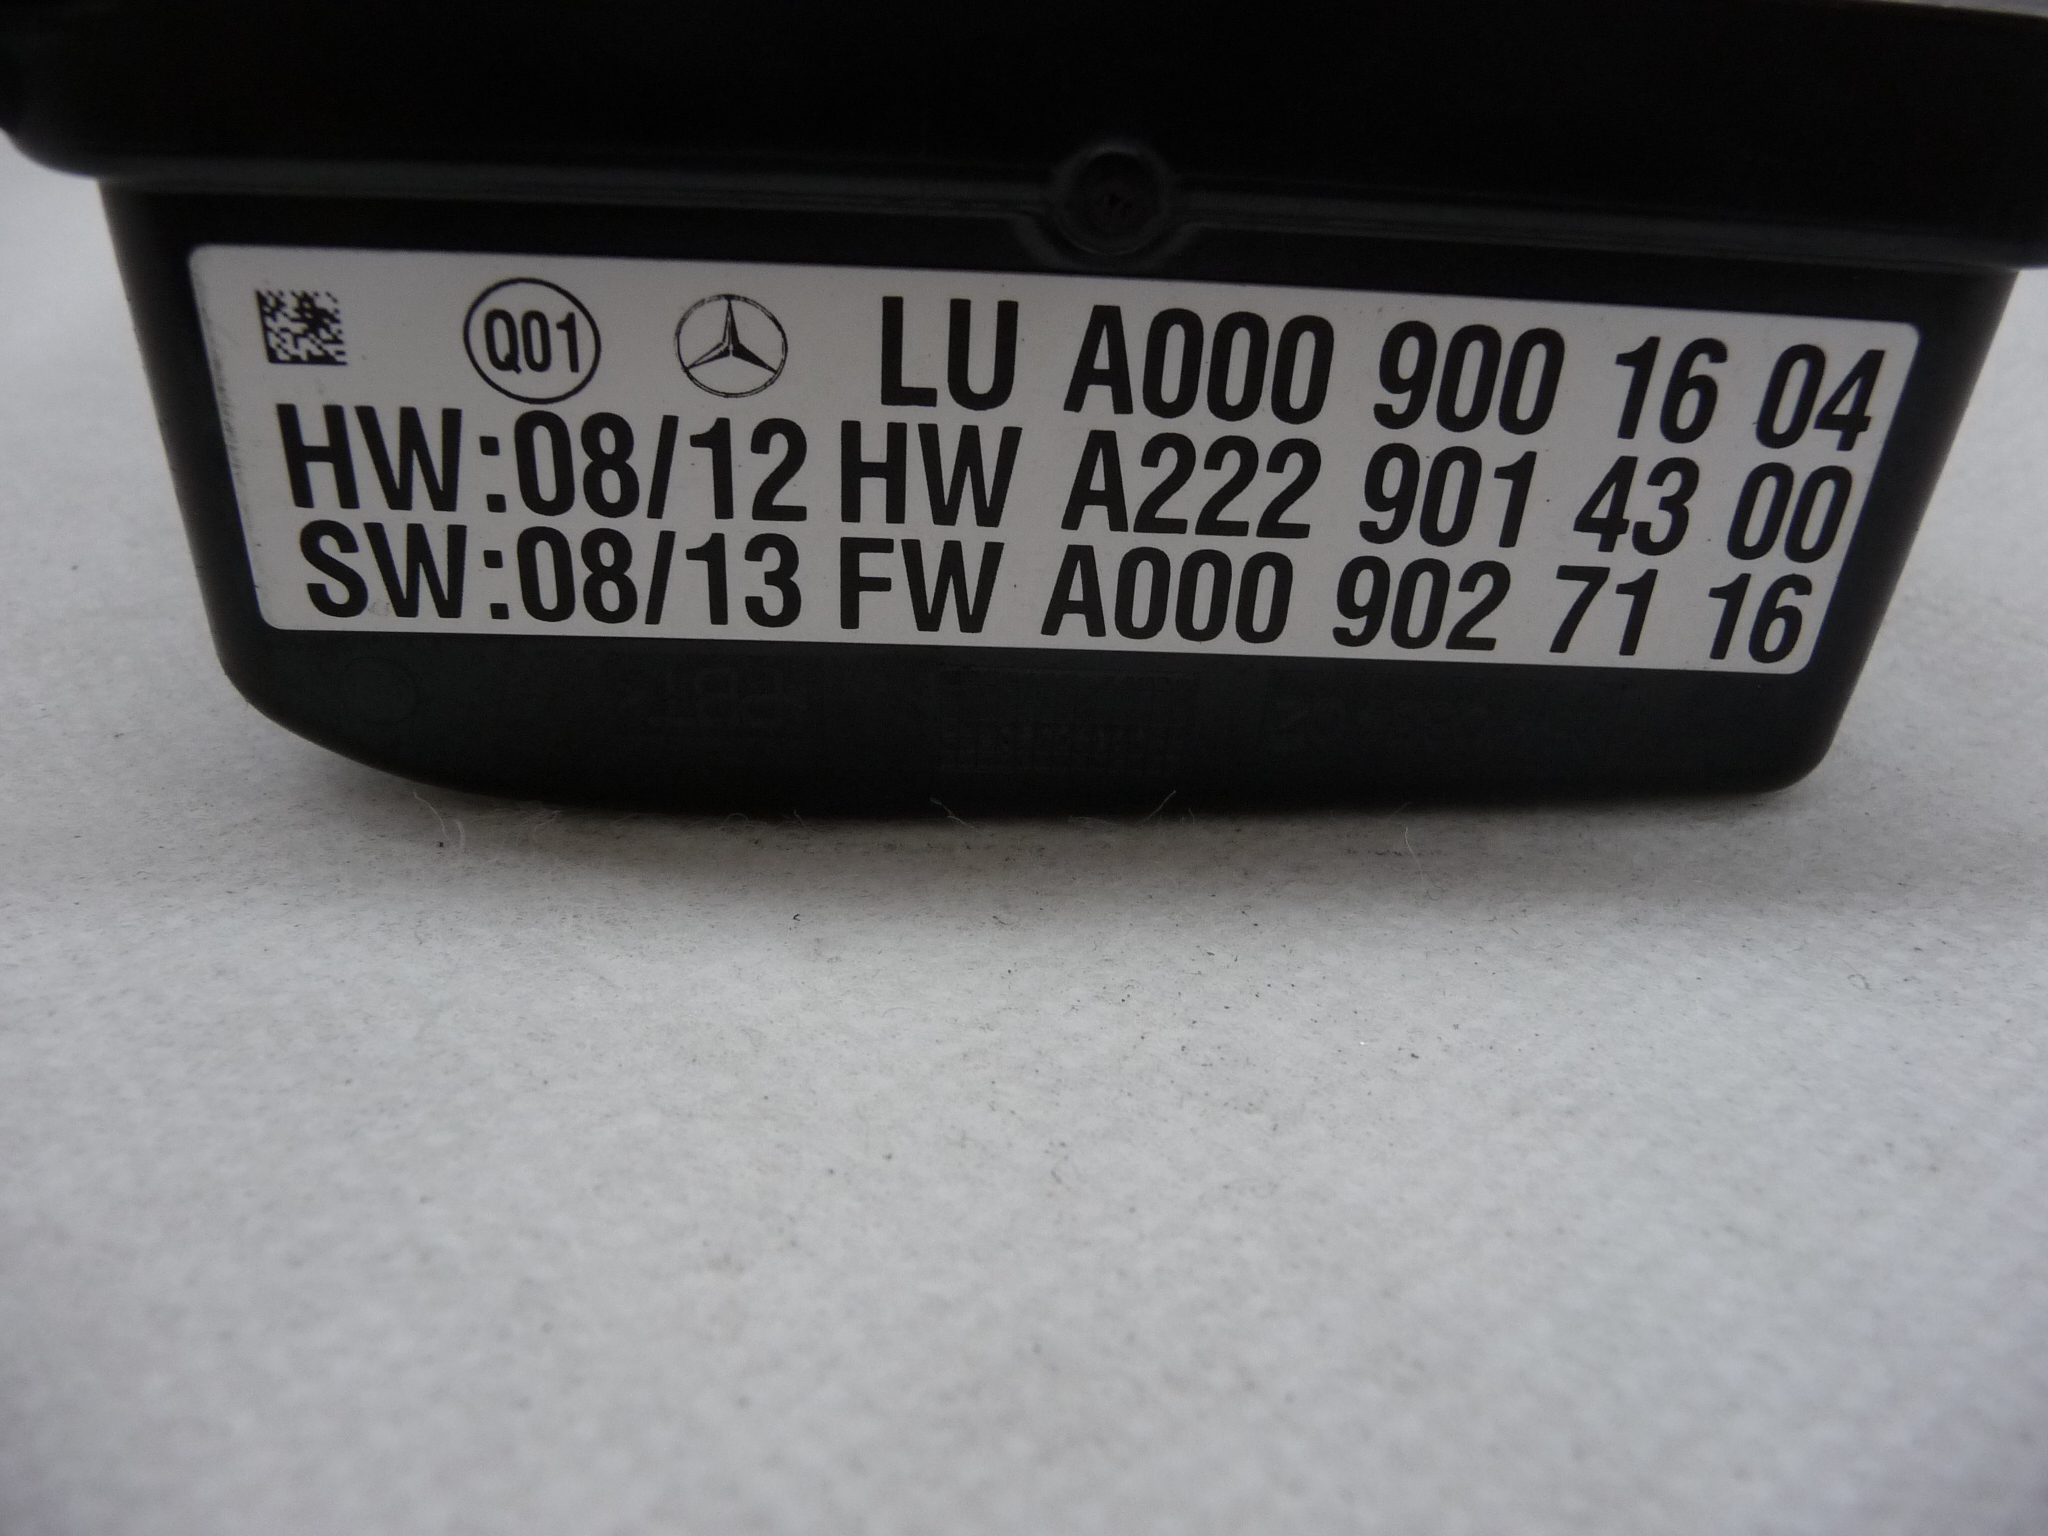 Q01 LU A000 900 16 04
HW:08/12 HW A222 901 43 00
SW:08/13 FW A000 902 71 16